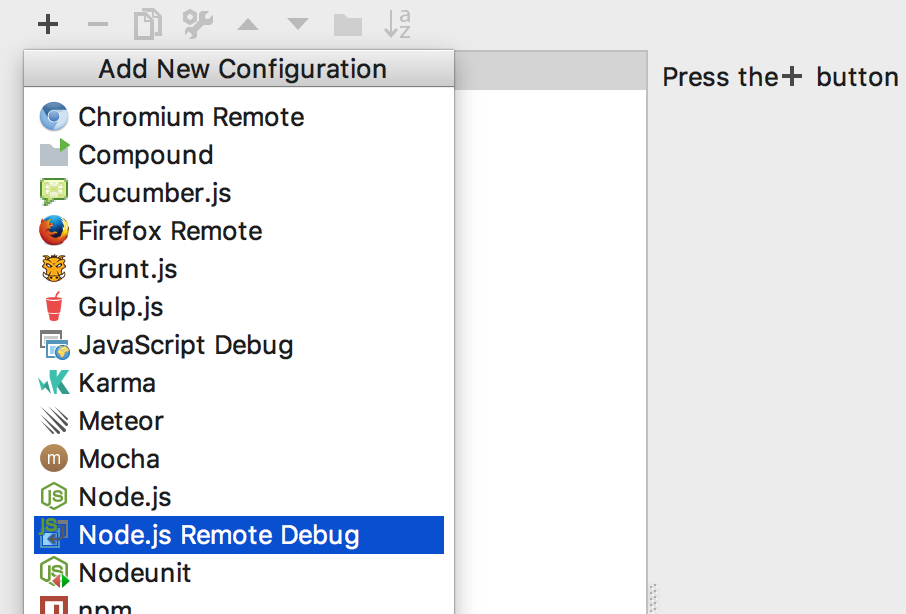 Add New Configuration
Press the + button
Chromium Remote
Compound
Cucumber.js
Firefox Remote
Grunt.js
Gulp.js
JavaScript Debug
Karma
Meteor
Mocha
Node.js
Node.js Remote Debug
Nodeunit
npm